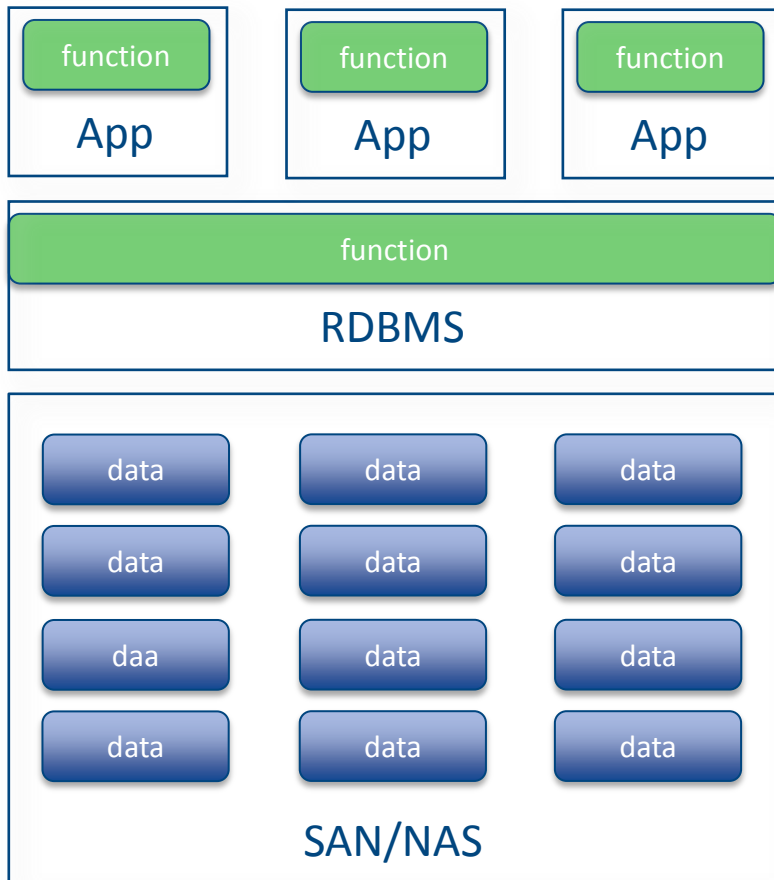 function function function
App App App
function
RDBMS
data data data
data data data
daa data data
data data data
SAN/NAS